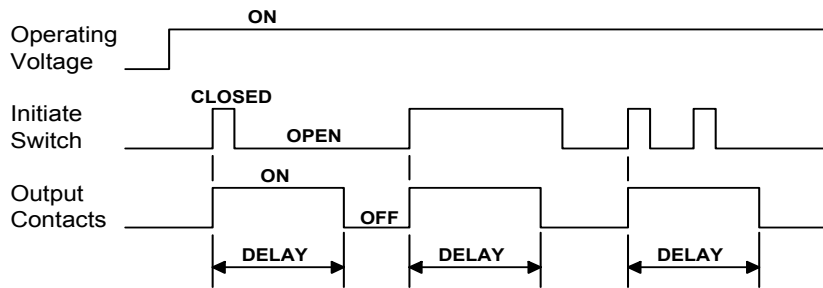 ON
Operating
Voltage
CLOSED
Initiate
Switch
OPEN
ON
Output
Contacts
OFF
DELAY
DELAY
DELAY